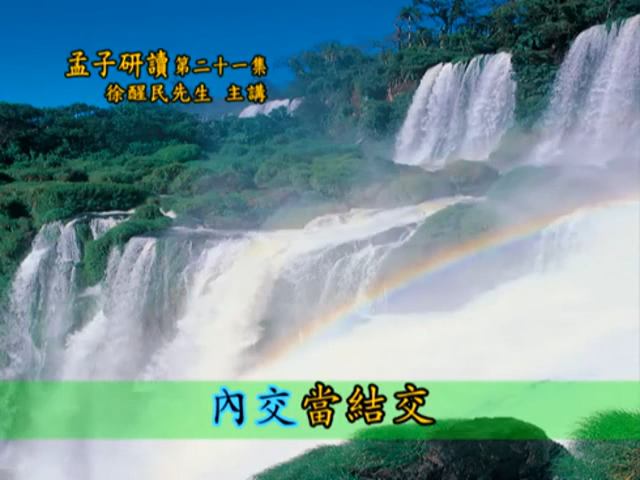 孟子研讀 第二十一集
徐醒民先生 主講
內交當結交